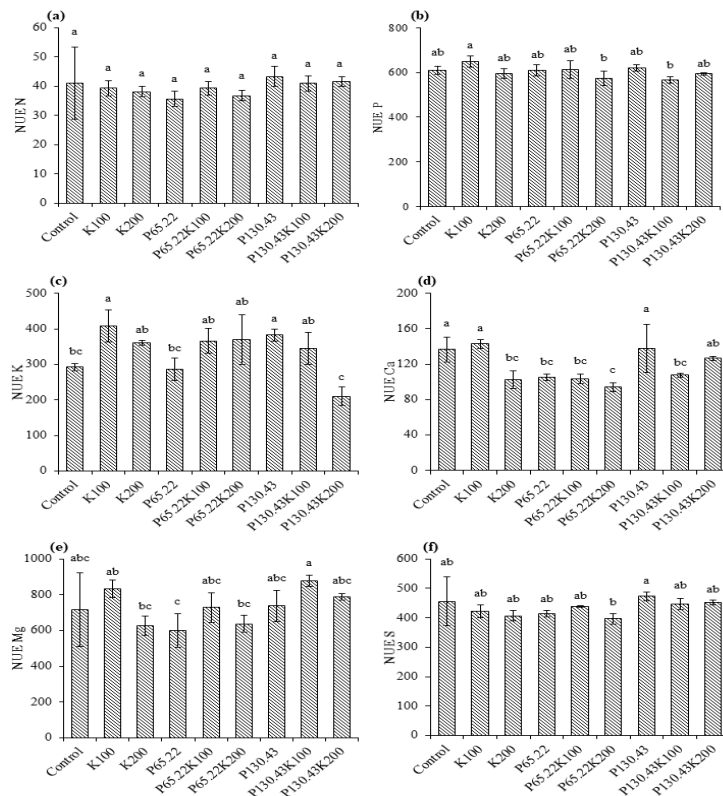 (a)
NUE N
60
50
40
30
20
10
0
a a a a a a a a a
Control K100 K200 P65.22 P65.22K100 P65.22K200 P130.43 P130.43K100 P130.43K200
(b)
NUE P
800
600
400
200
0
ab a ab ab ab b ab b ab
Control K100 K200 P65.22 P65.22K100 P65.22K200 P130.43 P130.43K100 P130.43K200
(c)
NUE K
500
400
300
200
100
0
bc a ab bc ab ab a ab c
Control K100 K200 P65.22 P65.22K100 P65.22K200 P130.43 P130.43K100 P130.43K200
(d)
NUE Ca
200
160
120
80
40
0
a a bc bc bc c a bc ab
Control K100 K200 P65.22 P65.22K100 P65.22K200 P130.43 P130.43K100 P130.43K200
(e)
NUE Mg
1000
800
600
400
200
0
abc ab bc c abc bc abc a abc
Control K100 K200 P65.22 P65.22K100 P65.22K200 P130.43 P130.43K100 P130.43K200
(f)
NUE S
600
500
400
300
200
100
0
ab ab ab ab ab b a ab ab
Control K100 K200 P65.22 P65.22K100 P65.22K200 P130.43 P130.43K100 P130.43K200